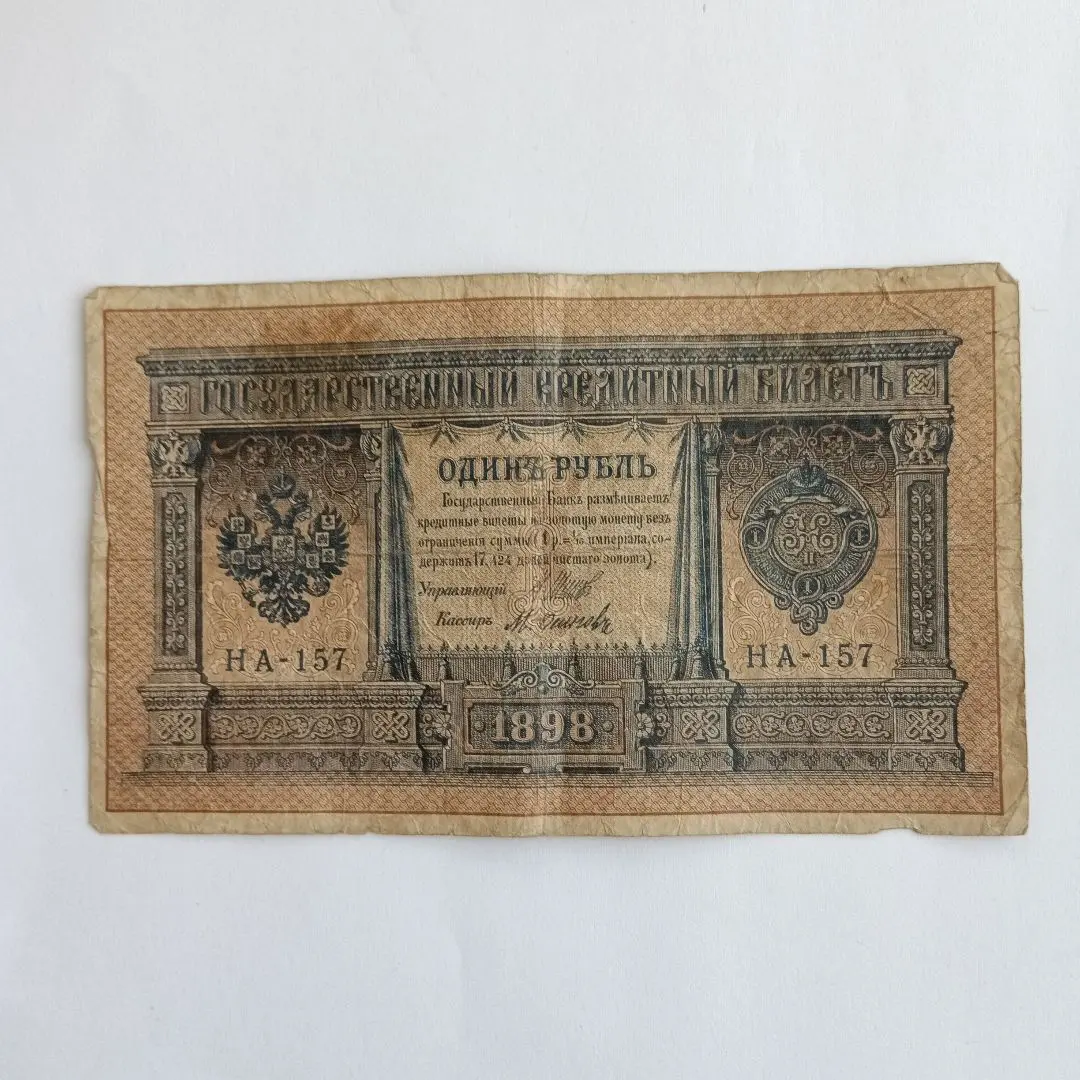 ГОСУДАРСТВЕННЫЙ КРЕДИТНЫЙ БИЛЕТЪ
ОДИНЪ РУБЛЬ
Государственный Банкъ размѣниваетъ
кредитные билеты на золотую монету безъ
ограниченія суммы (1 р. = 1/15 имперіала, со-
держитъ 17,424 долей чистаго золота).
Управляющій
Кассиръ
НА-157
НА-157
1898